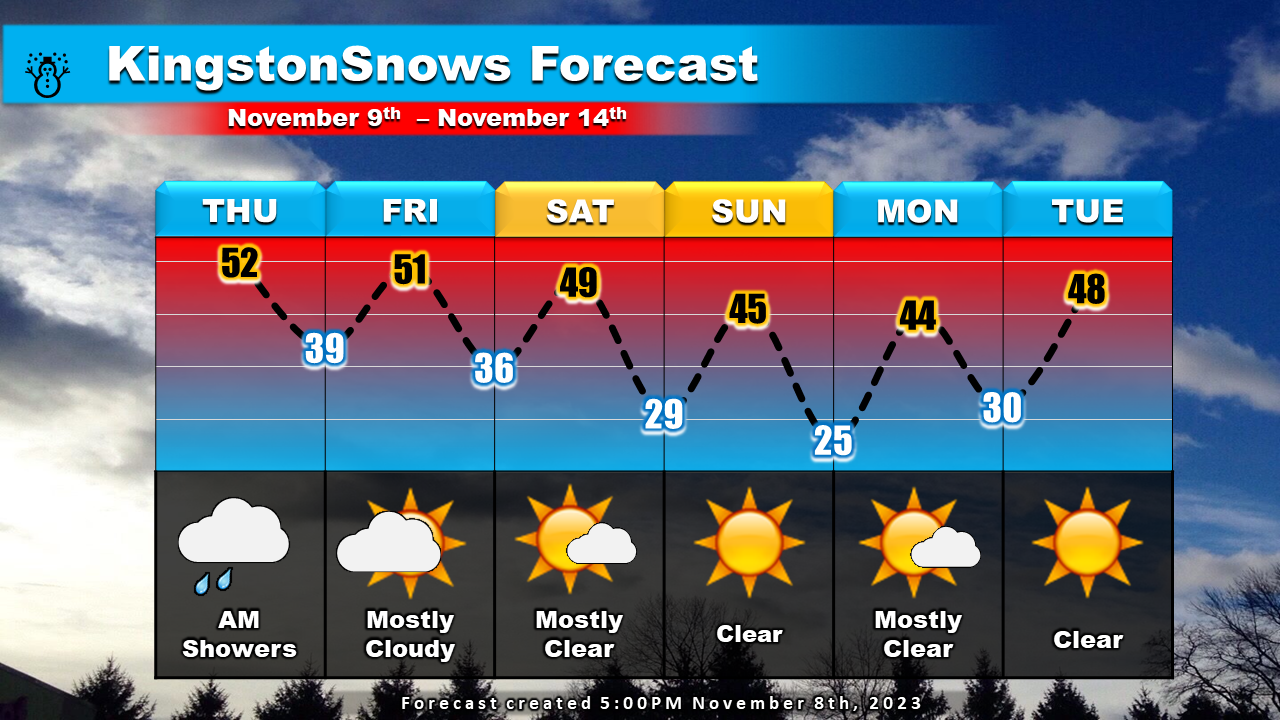 KingstonSnows Forecast
November 9th – November 14th
THU FRI SAT SUN MON TUE
52 51 49 45 44 48
39 36 29 25 30
AM Showers
Mostly Cloudy
Mostly Clear
Clear
Mostly Clear
Clear
Forecast created 5:00PM November 8th, 2023